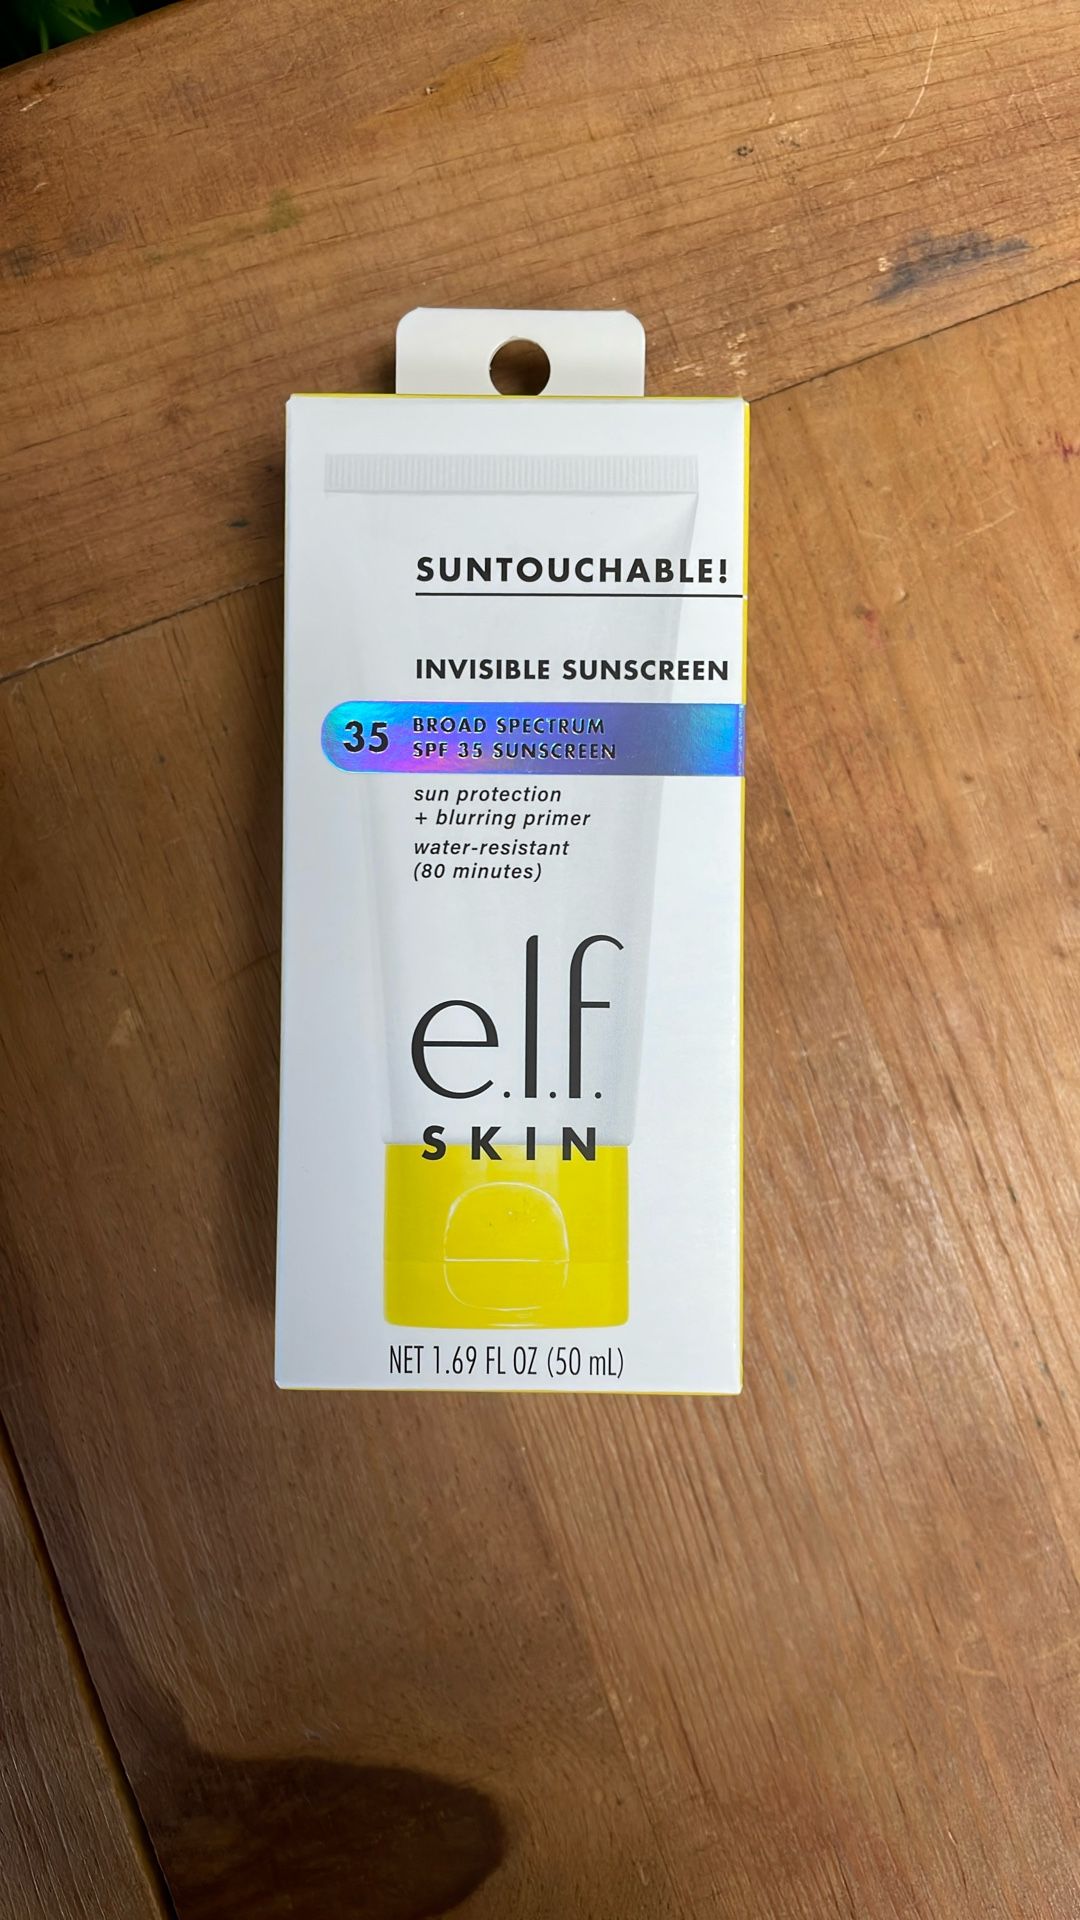 SUNTOUCHABLE!
INVISIBLE SUNSCREEN
35
BROAD SPECTRUM
SPF 35 SUNSCREEN
sun protection
+ blurring primer
water-resistant
(80 minutes)
e.l.f.
SKIN
NET 1.69 FL OZ (50 mL)